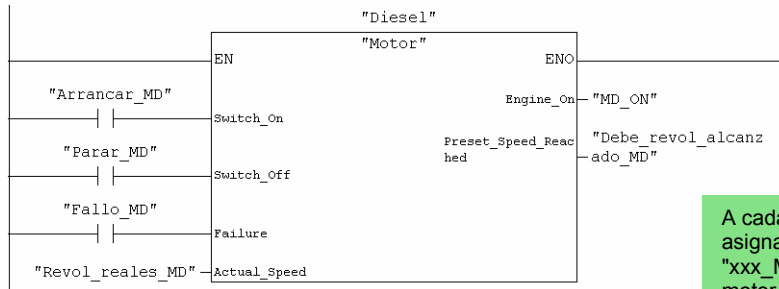 "Diesel"
"Motor"
EN
ENO
"Arrancar_MD"
Switch_On
Engine_On
"MD_ON"
"Parar_MD"
Switch_Off
Preset_Speed_Reac
hed
"Debe_revol_alcanz
ado_MD"
"Fallo_MD"
Failure
"Revol_reales_MD"
Actual_Speed
A cada
asigna
"xxx_M